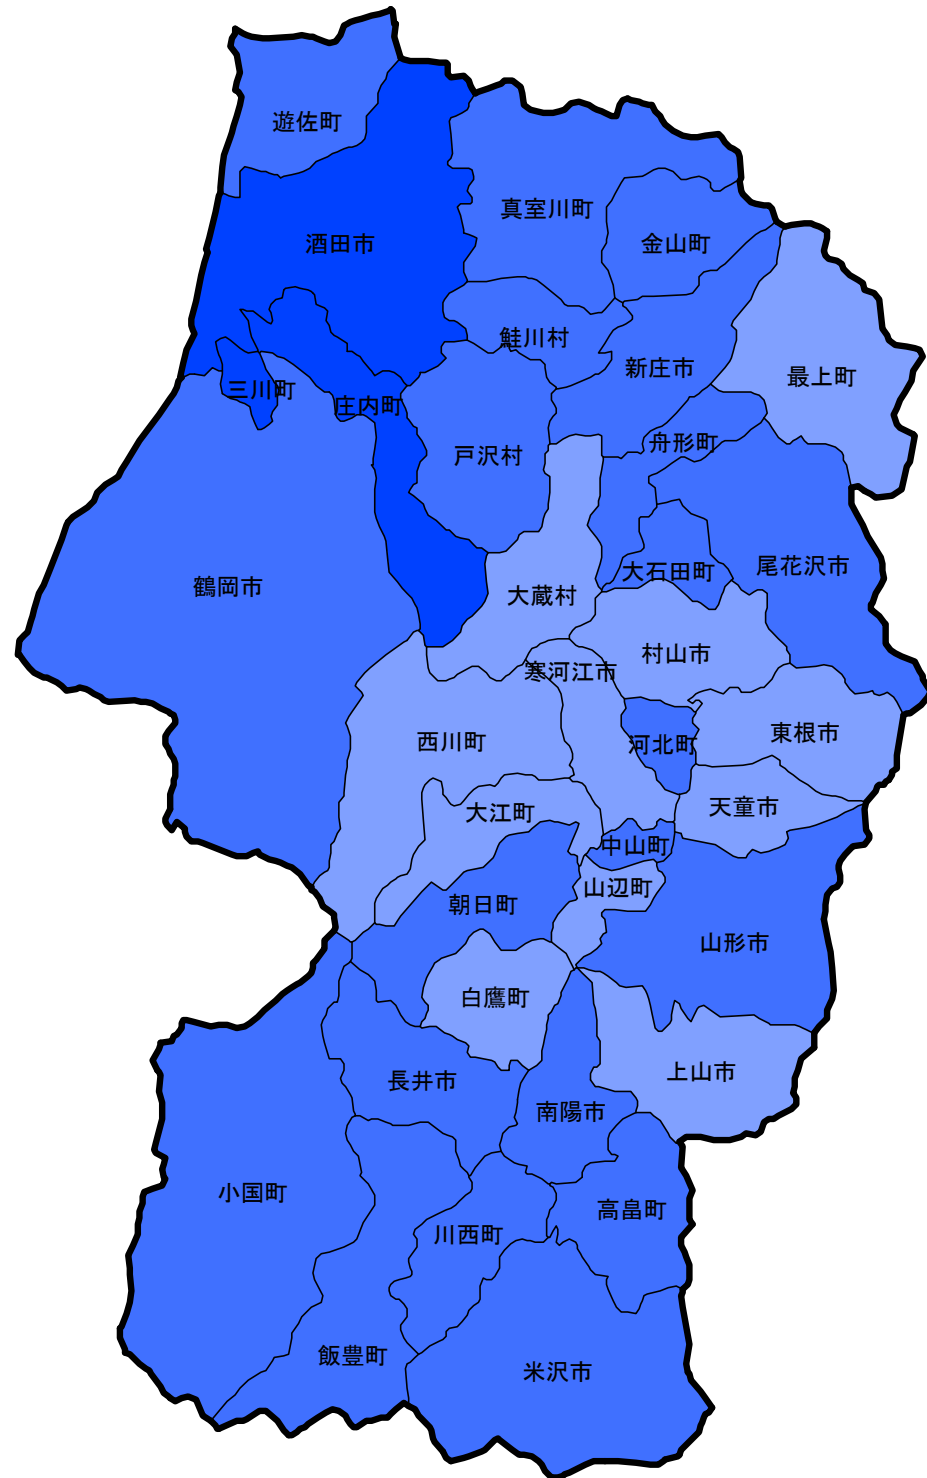 遊佐町
真室川町
酒田市
金山町
鮭川村
新庄市
最上町
三川町
庄内町
舟形町
戸沢村
尾花沢市
大石田町
鶴岡市
大蔵村
村山市
寒河江市
東根市
西川町
河北町
天童市
大江町
中山町
山辺町
朝日町
山形市
白鷹町
上山市
長井市
南陽市
小国町
高畠町
川西町
飯豊町
米沢市